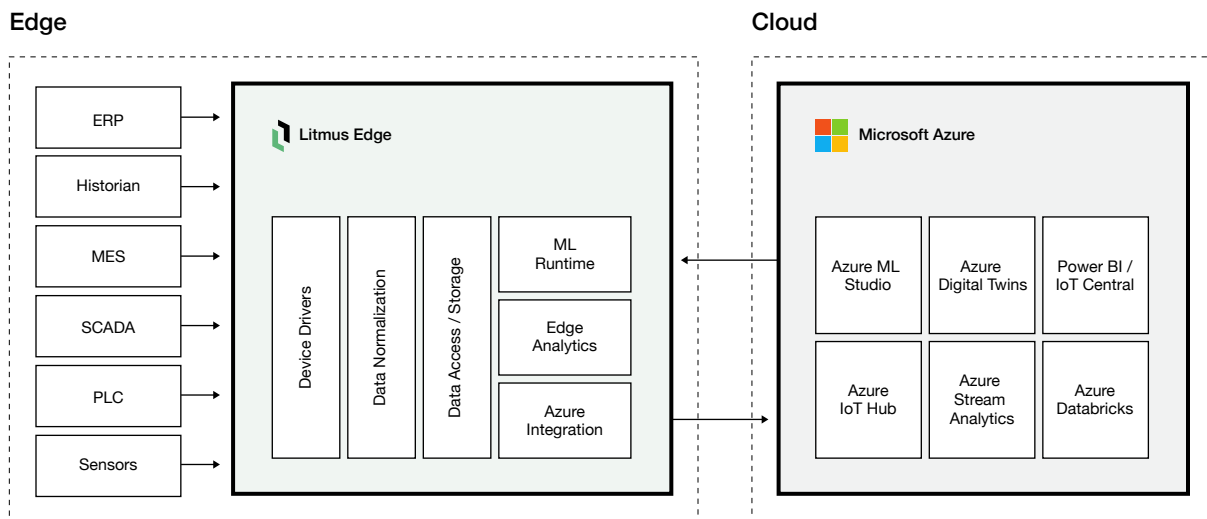 Edge
Cloud
ERP
Historian
MES
SCADA
PLC
Sensors
Litmus Edge
Device Drivers
Data Normalization
Data Access / Storage
ML
Runtime
Edge
Analytics
Azure
Integration
Microsoft Azure
Azure ML
Studio
Azure
Digital Twins
Power BI /
IoT Central
Azure
IoT Hub
Azure
Stream
Analytics
Azure
Databricks